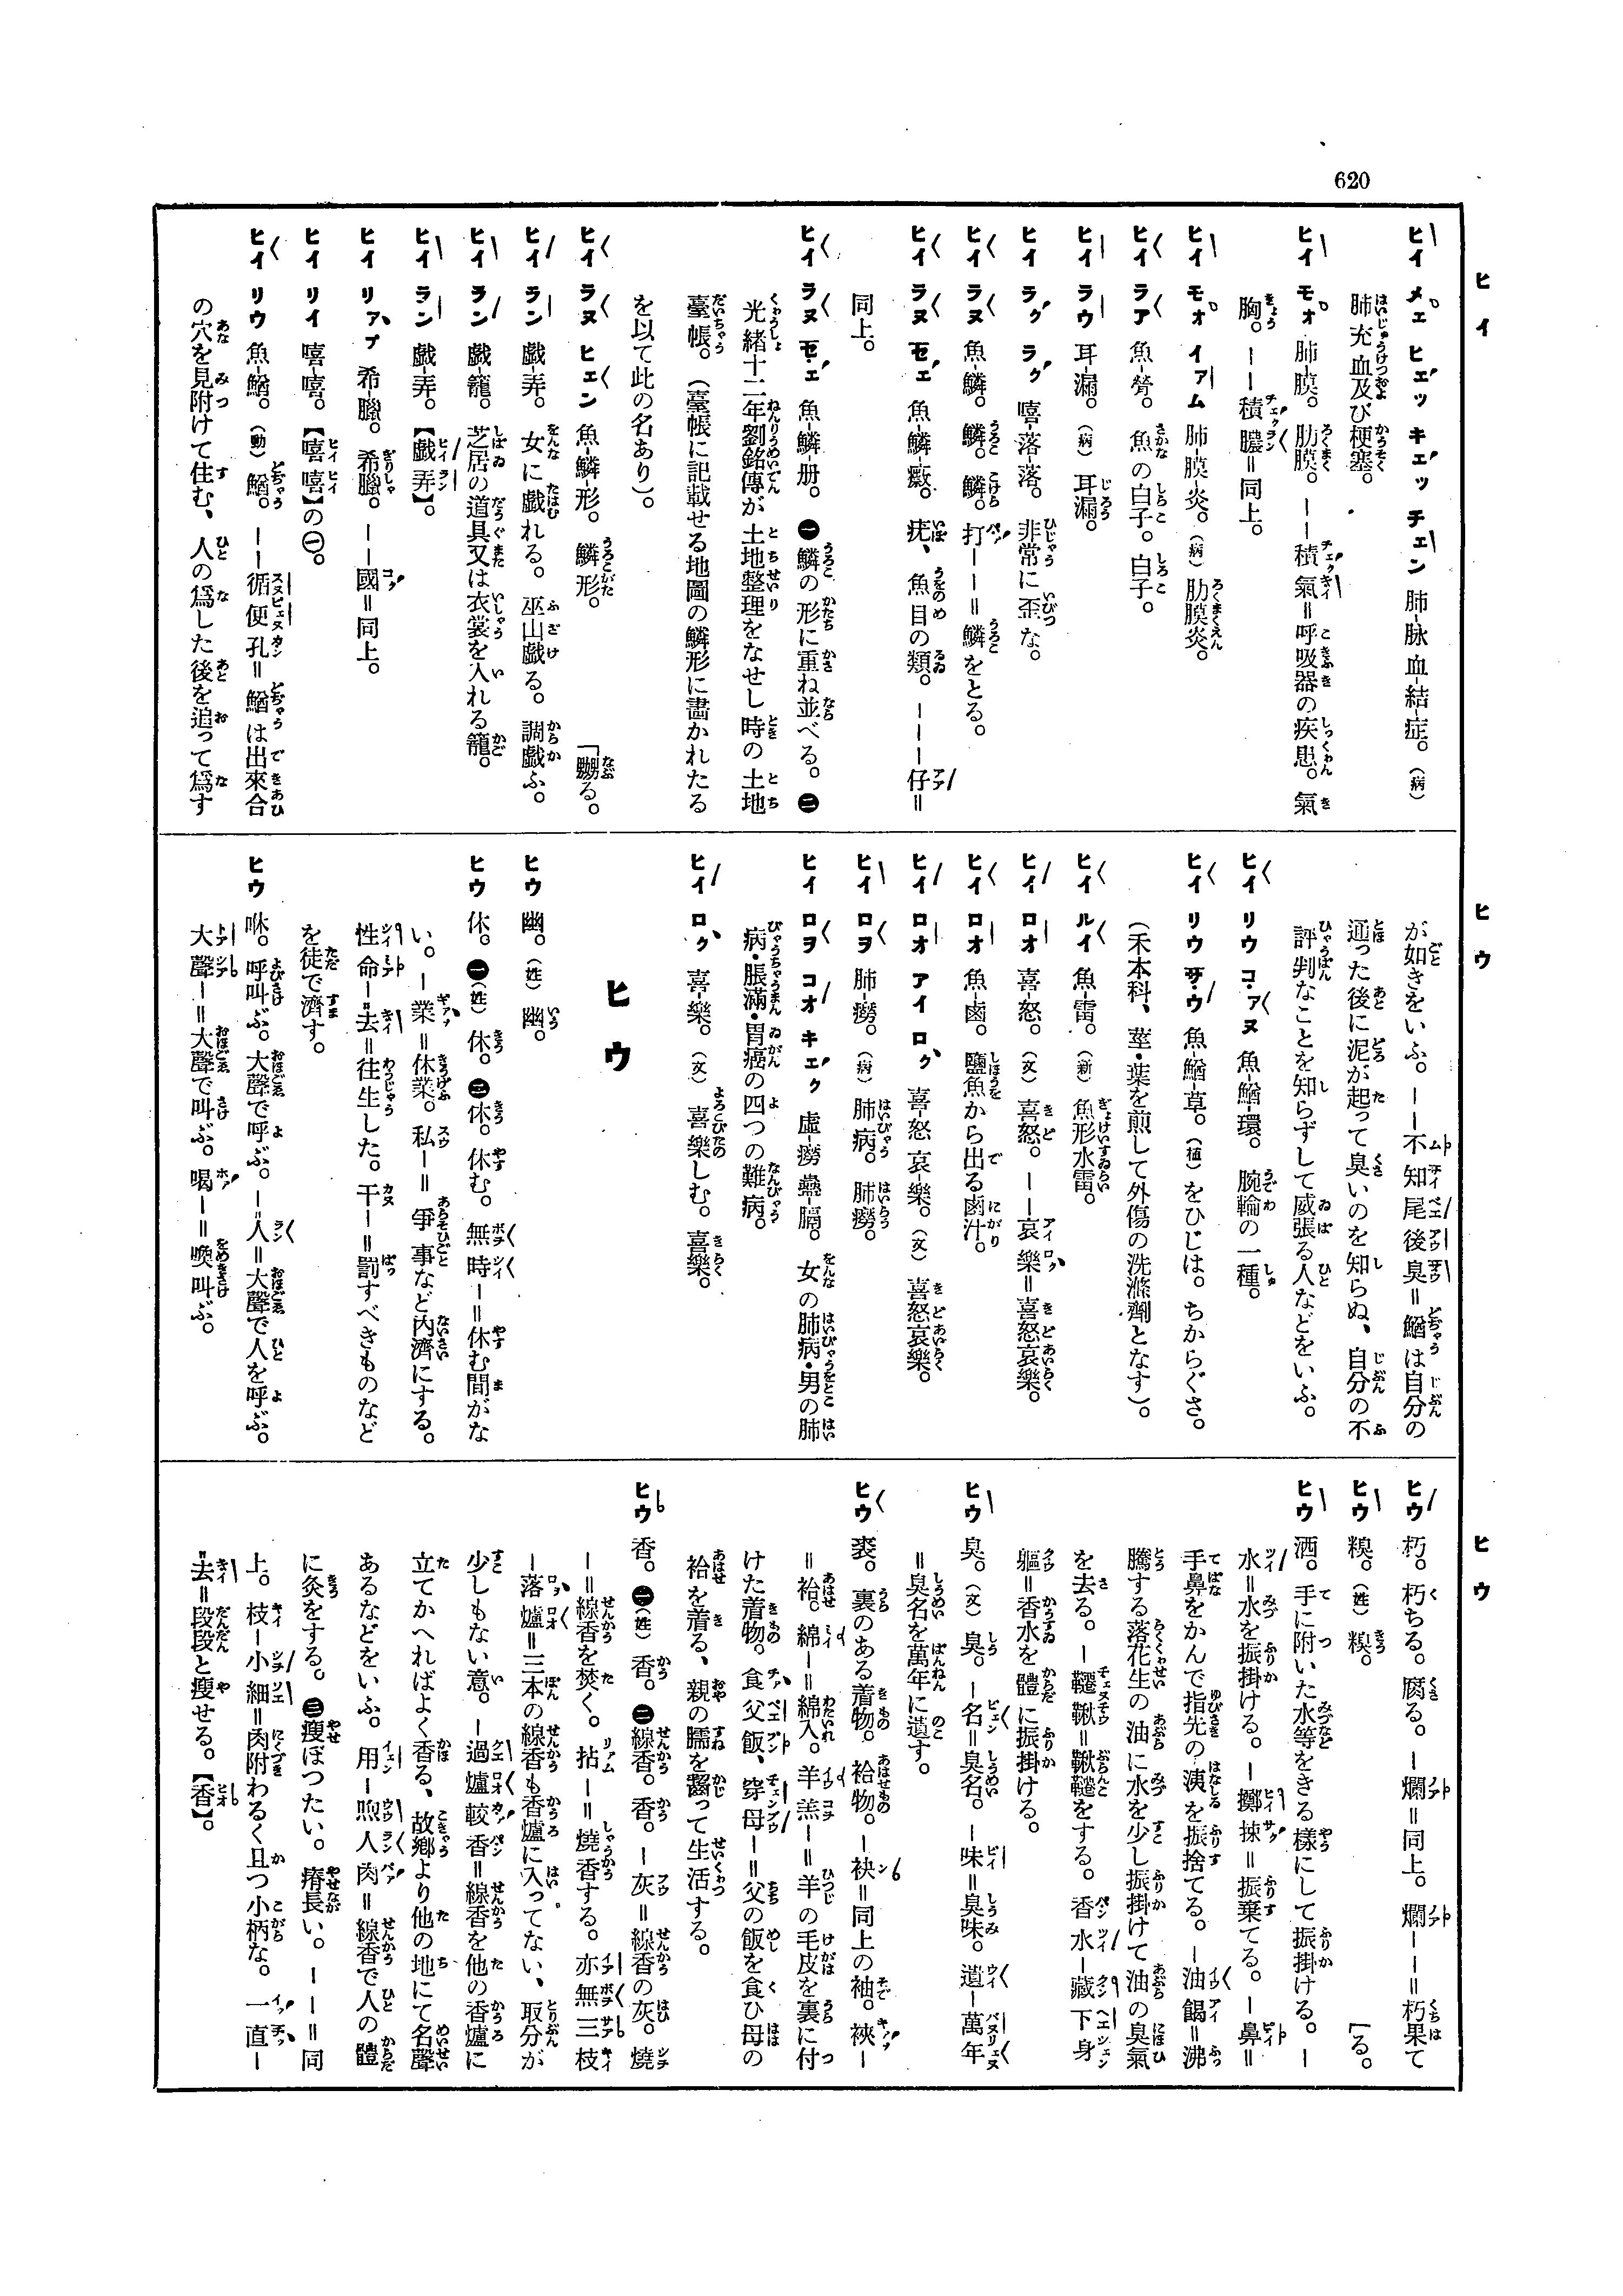 620
ヒイ
ヒウ
ヒウ
ヒイ メェ ヒェッ キェッ チェン 肺-脉 血-結-症。(病)
肺充血及び梗塞。
ヒイ モォ 肺-膜。肋膜。——積氣=呼吸器の疾患。氣
胸。——積膿=同上。
ヒイ モォ イァム 肺-膜-炎。(病)肋膜炎。
ヒイ ラア 魚-膋。魚の白子。白子。
ヒイ ラウ 耳-漏。(病)耳漏。
ヒイ ラク ラク 嘻-落-落。非常に歪な。
ヒイ ラヌ 魚-鱗。鱗。鱗。打——=鱗をとる。
ヒイ ラヌ モェ 魚-鱗-癥。疣、魚目の類。———仔=
同上。
ヒイ ラヌ モェ 魚-鱗-册。㊀鱗の形に重ね並べる。㊁
光緒十二年劉銘傳が土地整理をなせし時の土地
臺帳。(臺帳に記載せる地圖の鱗形に畵かれたる
を以て此の名あり)。
ヒイ ラヌ ヒェン 魚-鱗-形。鱗形。 「嬲る。
ヒイ ラン 戲-弄。女に戲れる。巫山戲る。調戲ふ。
ヒイ ラン 戲-籠。芝居の道具又は衣裳を入れる籠。
ヒイ ラン 戲-弄。【戲弄】。
ヒイ リァプ 希-臘。希臘。——國=同上。
ヒイ リイ 嘻-嘻。【嘻嘻】の㊀。
ヒイ リウ 魚-鰌。(動)鰌。——循便孔=鰌は出來合
の穴を見附けて住む、人の爲した後を追って爲す
が如きをいふ。——不知尾後臭=鰌は自分の
通った後に泥が起って臭いのを知らぬ、自分の不
評判なことを知らずして威張る人などをいふ。
ヒイ リウ コァヌ 魚-鰌-環。腕輪の一種。
ヒイ リウ サウ 魚-鰌-草。(植)をひじは。ちからぐさ。
(禾本科、莖・葉を煎して外傷の洗滌劑となす)。
ヒイ ルイ 魚-雷。(新)魚形水雷。
ヒイ ロオ 喜-怒。(文)喜怒。——哀樂=喜怒哀樂。
ヒイ ロオ 魚-鹵。鹽魚から出る鹵汁。
ヒイ ロオ アイ ロク 喜-怒 哀-樂。(文)喜怒哀樂。
ヒイ ロヲ 肺-癆。(病)肺病。肺癆。
ヒイ ロヲ コオ キェク 虛-癆 蠱-膈。女の肺病・男の肺
病・脹滿・胃癌の四つの難病。
ヒイ ロク 喜-樂。(文)喜樂しむ。喜樂。
ヒウ
ヒウ 幽。(姓)幽。
ヒウ 休。㊀(姓)休。㊁休。休む。無時—=休む間がな
い。—業=休業。私—=爭事など內濟にする。
性命—去=往生した。干—=罰すべきものなど
を徒で濟す。
ヒウ 咻。呼叫ぶ。大聲で呼ぶ。—人=大聲で人を呼ぶ。
大聲—=大聲で叫ぶ。喝—=喚叫ぶ。
ヒウ 朽。朽ちる。腐る。—爛=同上。爛——=朽果て
ヒウ 糗。(姓)糗。 「る。
ヒウ 洒。手に附いた水等をきる樣にして振掛ける。—
水=水を振掛ける。—擲揀=振棄てる。—鼻=
手鼻をかんで指先の洟を振捨てる。—油餲=沸
騰する落花生の油に水を少し振掛けて油の臭氣
を去る。—韆鞦=鞦韆をする。香水—藏下身
軀=香水を體に振掛ける。
ヒウ 臭。(文)臭。—名=臭名。—味=臭味。遺—萬年
=臭名を萬年に遺す。
ヒウ 裘。裏のある着物。袷物。—袂=同上の袖。裌—
=袷。綿—=綿入。羊羔—=羊の毛皮を裏に付
けた着物。食父飯、穿母—=父の飯を食ひ母の
袷を着る、親の臑を齧って生活する。
ヒウ 香。㊀(姓)香。㊁線香。香。—灰=線香の灰。燒
—=線香を焚く。拈—=燒香する。亦無三枝
—落爐=三本の線香も香爐に入ってない、取分が
少しもない意。—過爐較香=線香を他の香爐に
立てかへればよく香る、故鄉より他の地にて名聲
あるなどをいふ。用—煦人肉=線香で人の體
に灸をする。㊂瘦ぽつたい。瘠長い。——=同
上。枝—小細=肉附わるく且つ小柄な。一直—
去=段段と瘦せる。【香】。